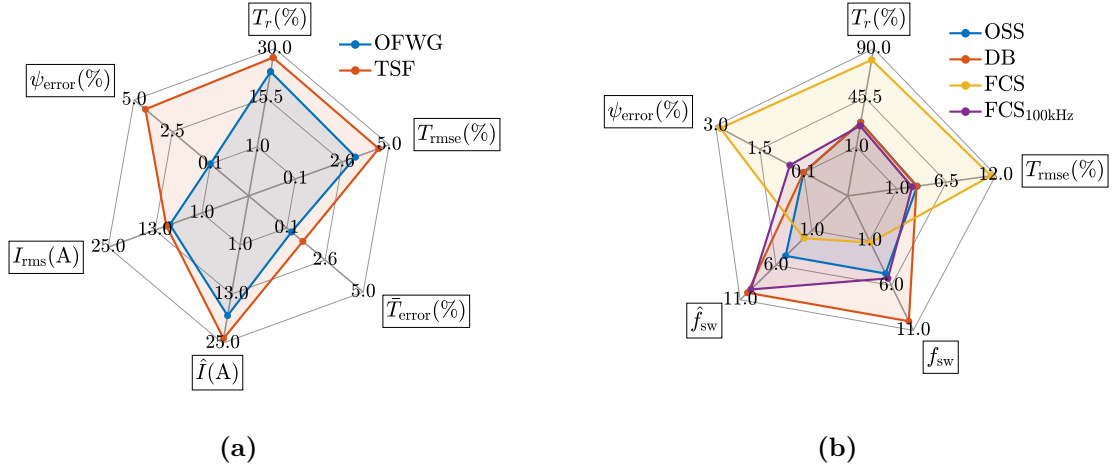 T_r(%)
30.0
OFWG
TSF
ψ_error(%)
5.0
15.5
2.5
1.0
5.0
T_rmse(%)
2.6
0.1
0.1
1.0
0.1
13.0
I_rms(A)
25.0
1.0
2.6
13.0
5.0
T̄_error(%)
25.0
Î(A)
(a)
T_r(%)
90.0
OSS
DB
FCS
FCS_100kHz
ψ_error(%)
3.0
45.5
1.5
1.0
0.1
12.0
T_rmse(%)
6.5
1.0
1.0
1.0
6.0
6.0
11.0
f̂_sw
11.0
f_sw
(b)